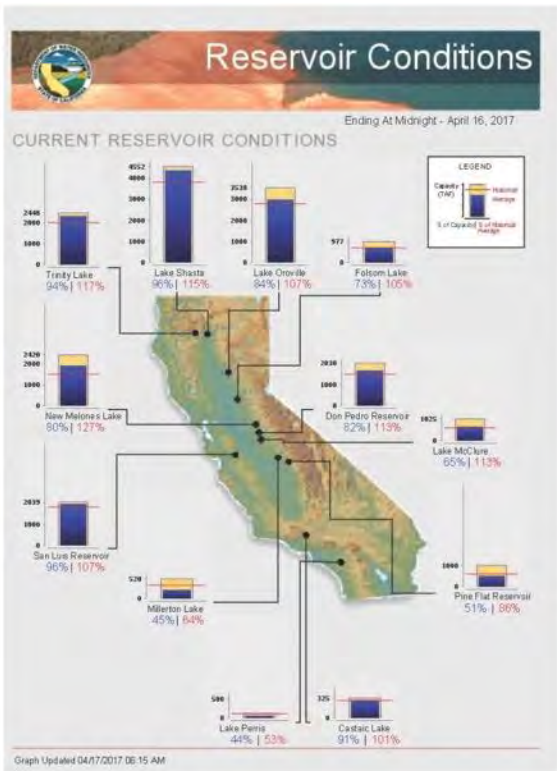 Reservoir Conditions
Ending At Midnight - April 16, 2017
CURRENT RESERVOIR CONDITIONS
LEGEND
Capacity
(TAF)
Historical
Average
% of Capacity | % of Historical
Average
2448
2000
1000
0
Trinity Lake
94% | 117%
4552
4000
3000
2000
1000
0
Lake Shasta
96% | 115%
3538
3000
2000
1000
0
Lake Oroville
84% | 107%
977
0
Folsom Lake
73% | 105%
2420
2000
1000
0
New Melones Lake
80% | 127%
2030
1000
0
Don Pedro Reservoir
82% | 113%
1025
0
Lake McClure
65% | 113%
2039
1000
0
San Luis Reservoir
96% | 107%
520
0
Millerton Lake
45% | 64%
1000
0
Pine Flat Reservoir
51% | 86%
500
0
Lake Perris
44% | 53%
325
0
Castaic Lake
91% | 101%
Graph Updated 04/17/2017 06:15 AM